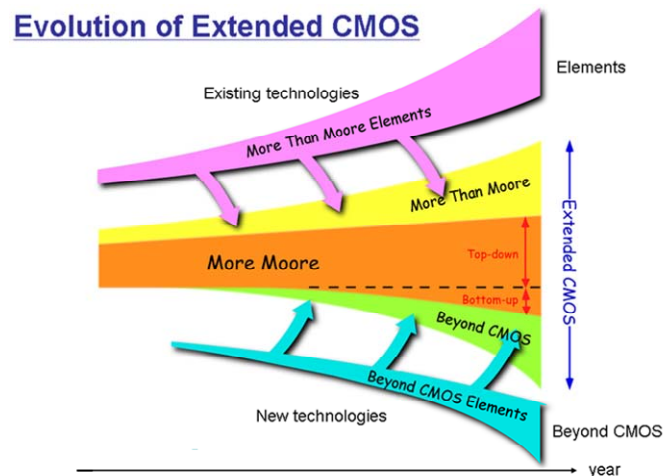 Evolution of Extended CMOS
Elements
Existing technologies
More Than Moore Elements
More Than Moore
Extended CMOS
Top-down
More Moore
Bottom-up
Beyond CMOS
Beyond CMOS Elements
New technologies
Beyond CMOS
year